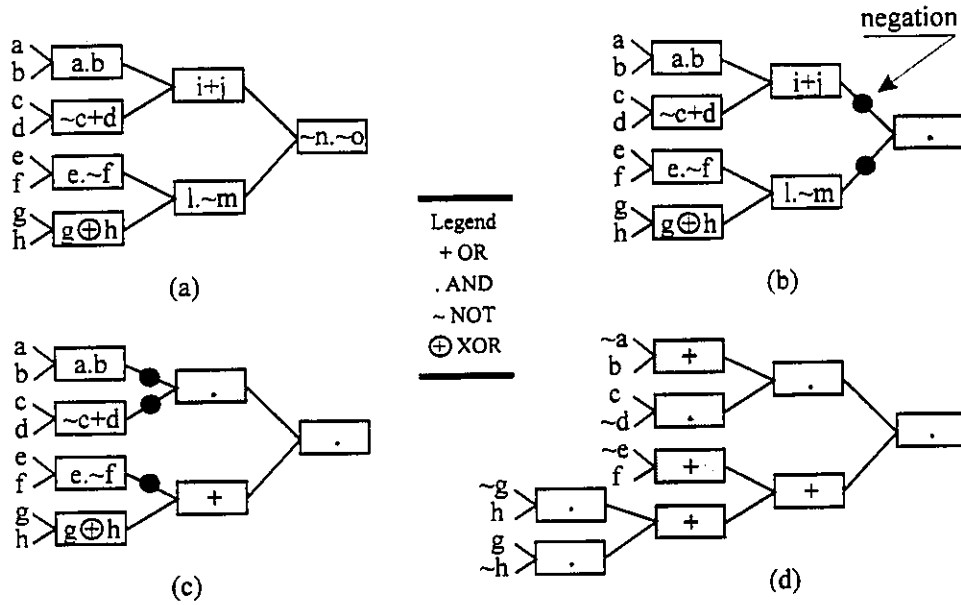 a
b
a.b
c
d
~c+d
e
f
e.~f
g
h
g⊕h
i+j
l.~m
~n.~o
(a)
negation
a
b
a.b
c
d
~c+d
e
f
e.~f
g
h
g⊕h
i+j
l.~m
.
(b)
Legend
+ OR
. AND
~ NOT
⊕ XOR
a
b
a.b
c
d
~c+d
e
f
e.~f
g
h
g⊕h
.
+
.
(c)
~a
b
+
c
~d
.
~e
f
+
~g
h
.
g
~h
.
+
.
+
.
(d)